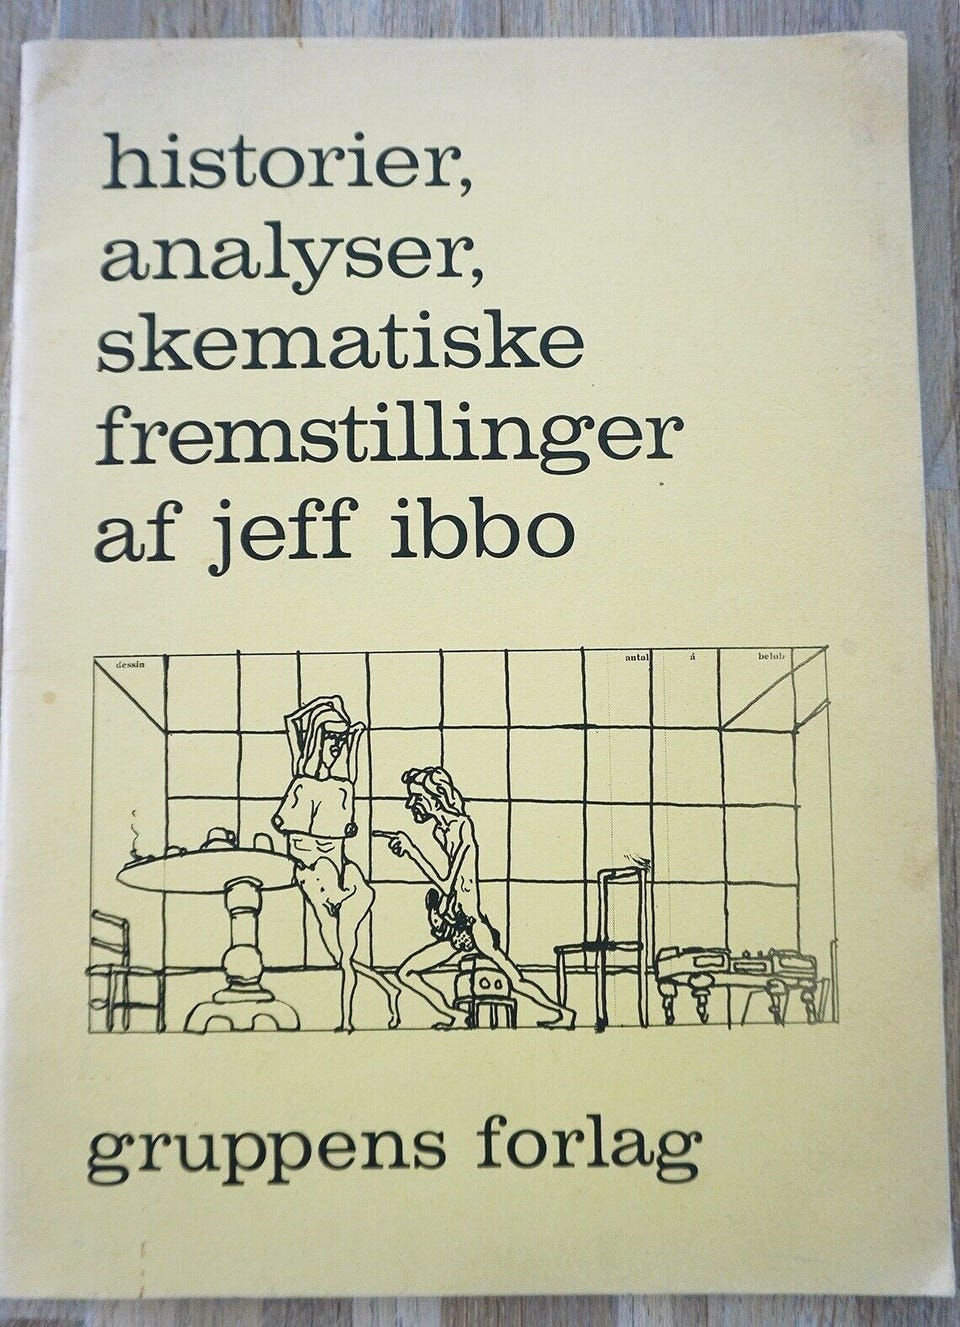 historier,
analyser,
skematiske
fremstillinger
af jeff ibbo
dessin antal á beløb
gruppens forlag